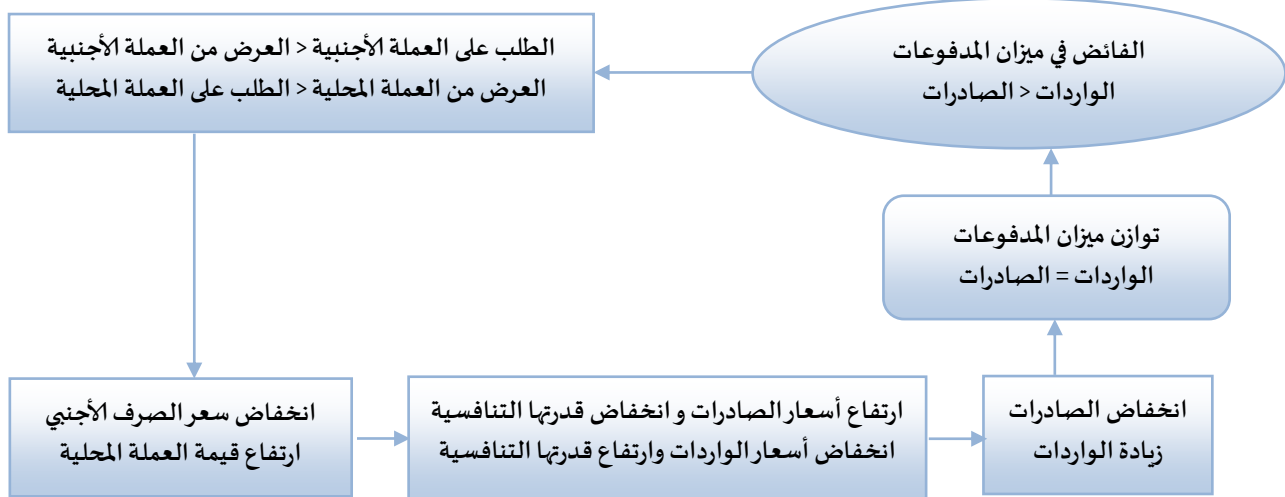 الفائض في ميزان المدفوعات
الواردات < الصادرات
الطلب على العملة الأجنبية < العرض من العملة الأجنبية
العرض من العملة المحلية < الطلب على العملة المحلية
انخفاض سعر الصرف الأجنبي
ارتفاع قيمة العملة المحلية
ارتفاع أسعار الصادرات و انخفاض قدرتها التنافسية
انخفاض أسعار الواردات وارتفاع قدرتها التنافسية
انخفاض الصادرات
زيادة الواردات
توازن ميزان المدفوعات
الواردات = الصادرات